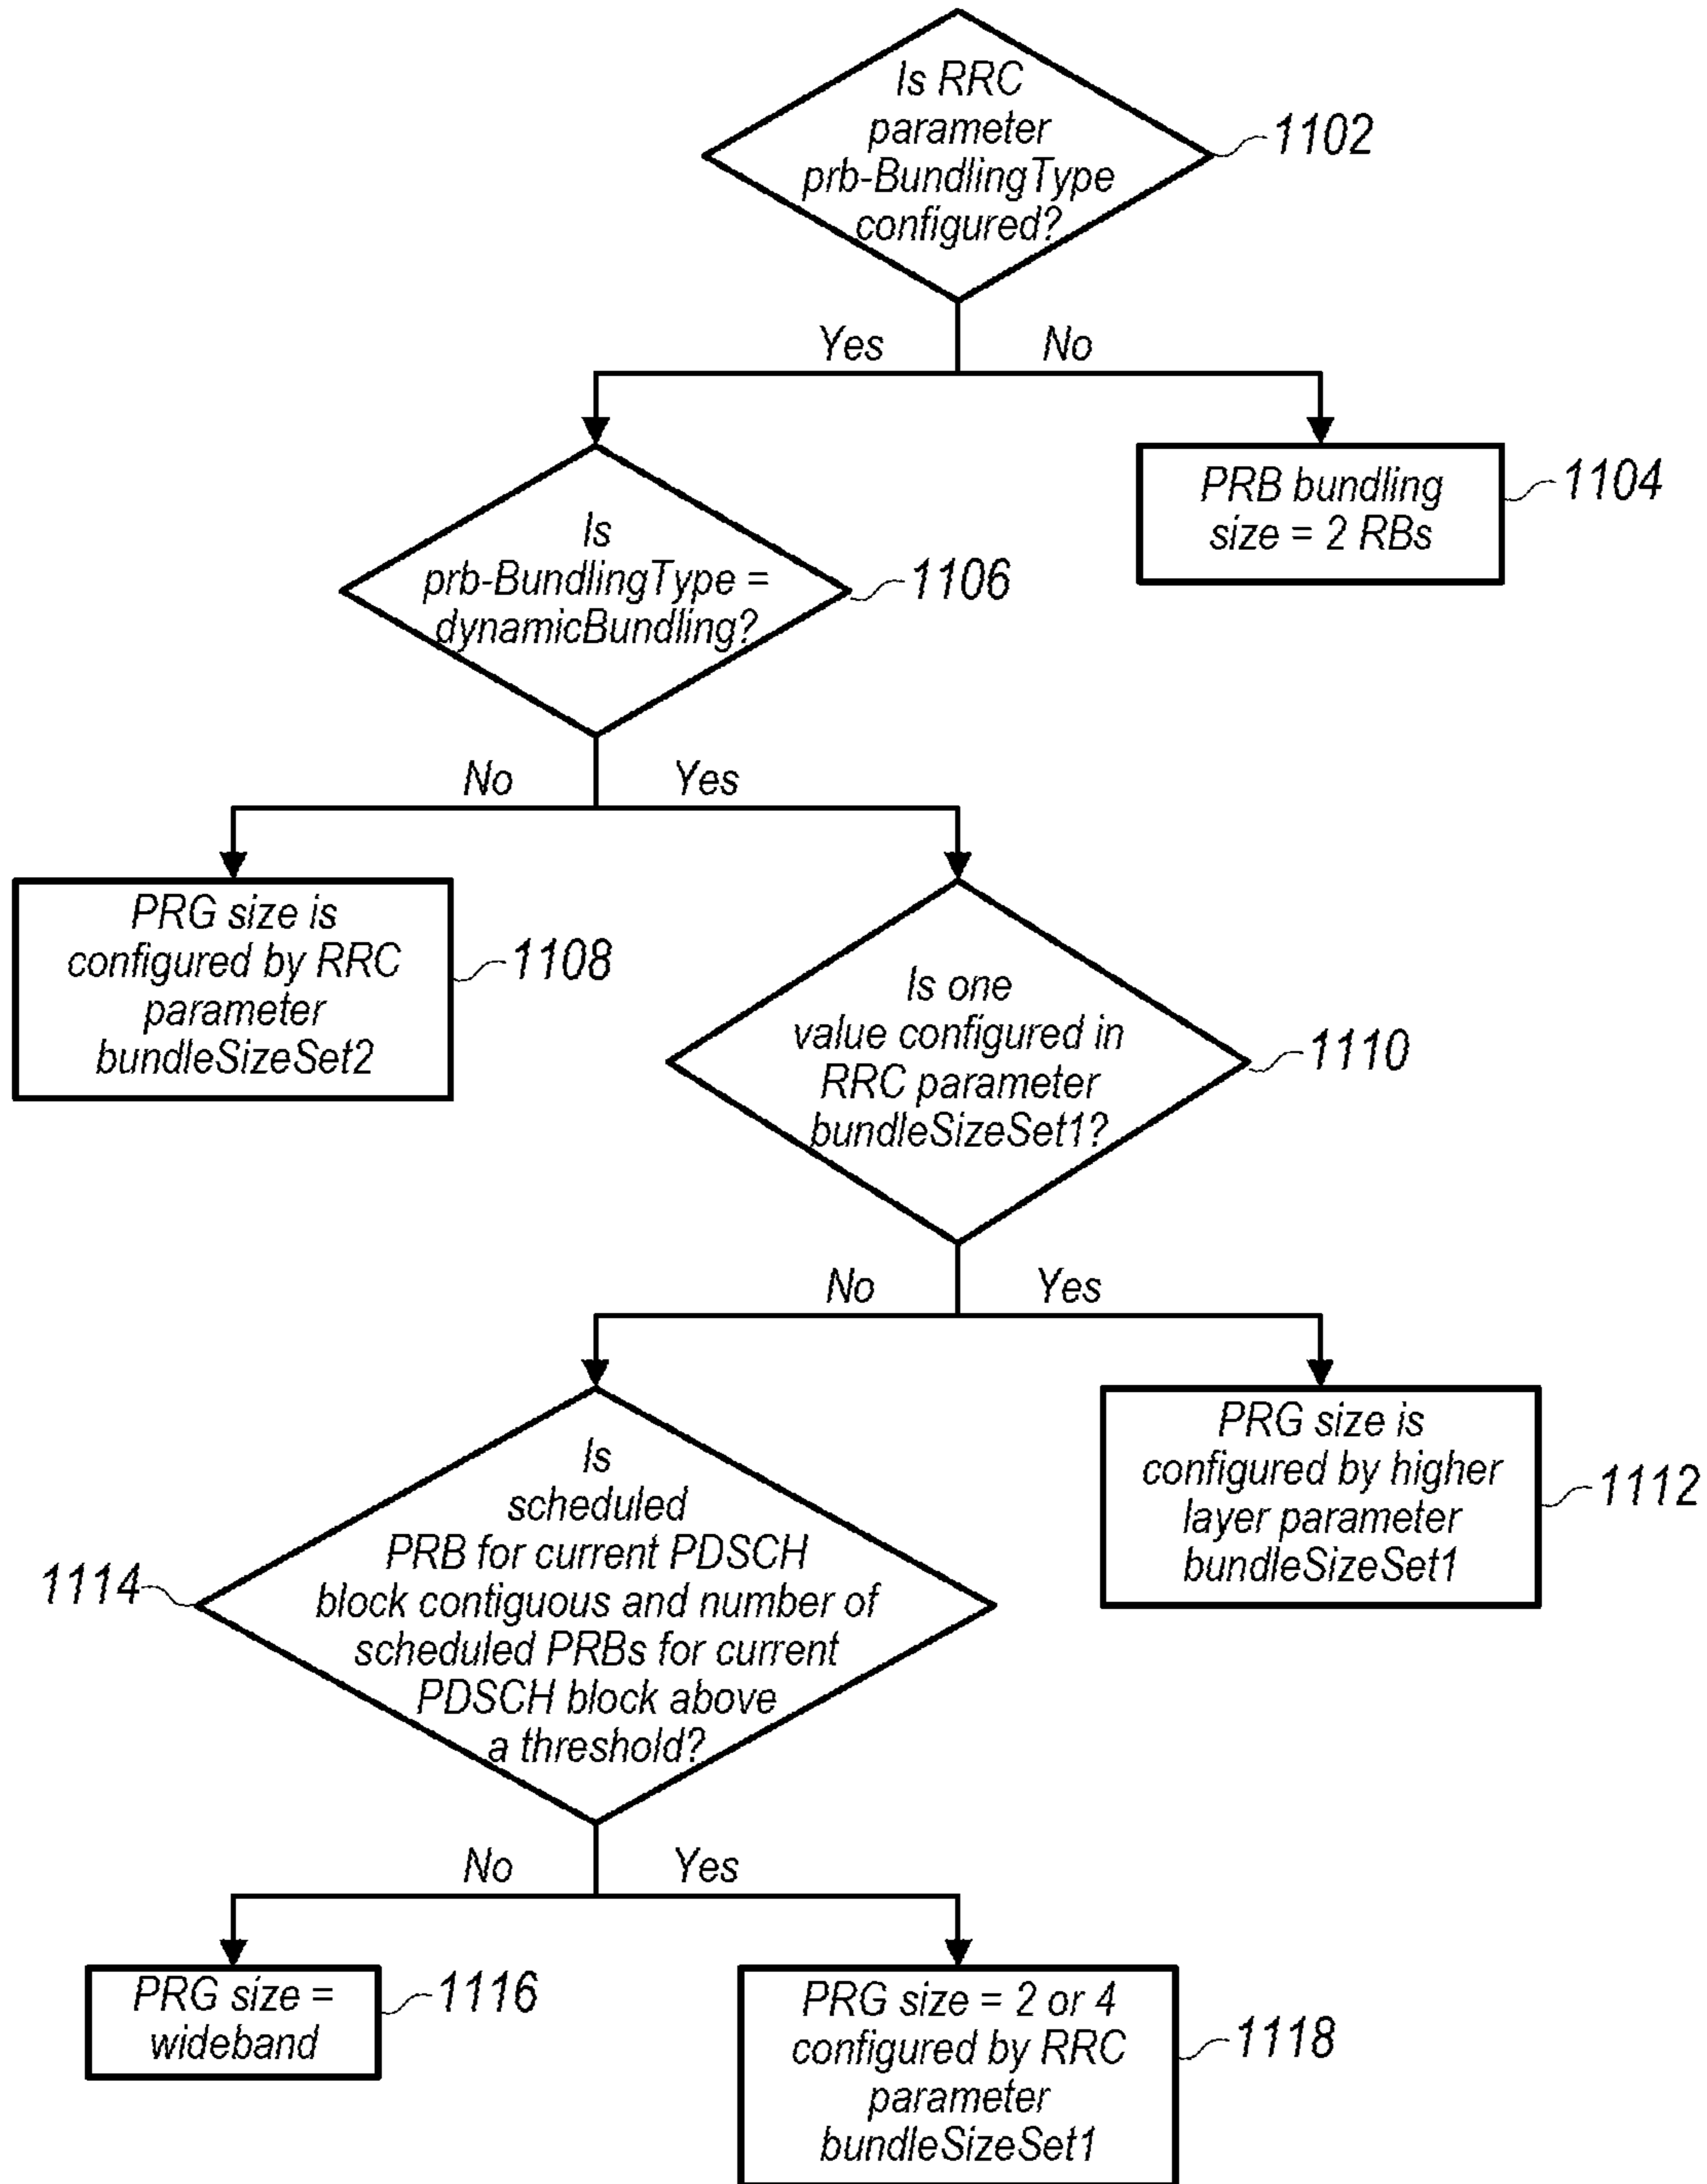 Is RRC
parameter
prb-BundlingType
configured?
1102
Yes
No
PRB bundling
size = 2 RBs
1104
Is
prb-BundlingType =
dynamicBundling?
1106
No
Yes
PRG size is
configured by RRC
parameter
bundleSizeSet2
1108
Is one
value configured in
RRC parameter
bundleSizeSet1?
1110
No
Yes
PRG size is
configured by higher
layer parameter
bundleSizeSet1
1112
Is
scheduled
PRB for current PDSCH
block contiguous and number of
scheduled PRBs for current
PDSCH block above
a threshold?
1114
No
Yes
PRG size =
wideband
1116
PRG size = 2 or 4
configured by RRC
parameter
bundleSizeSet1
1118